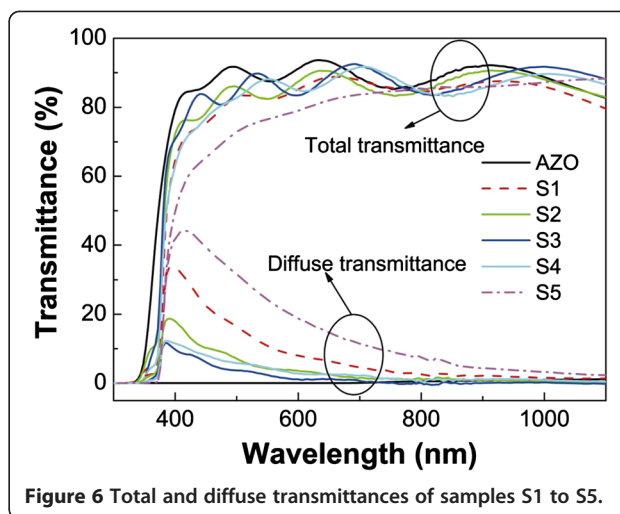 100
80
60
40
20
0
Transmittance (%)
Total transmittance
AZO
S1
S2
S3
S4
S5
Diffuse transmittance
400 600 800 1000
Wavelength (nm)
Figure 6 Total and diffuse transmittances of samples S1 to S5.